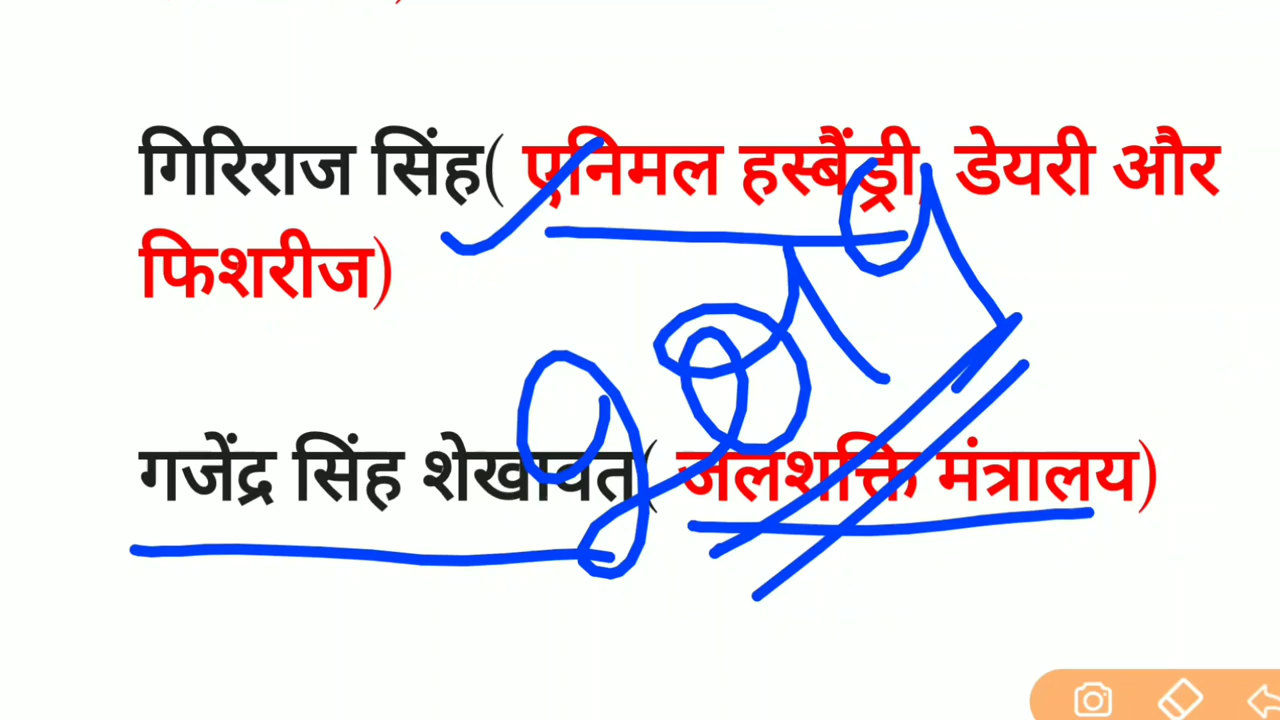 गिरिराज सिंह( एनिमल हस्बैंड्री, डेयरी और
फिशरीज)
गजेंद्र सिंह शेखावत( जलशक्ति मंत्रालय)